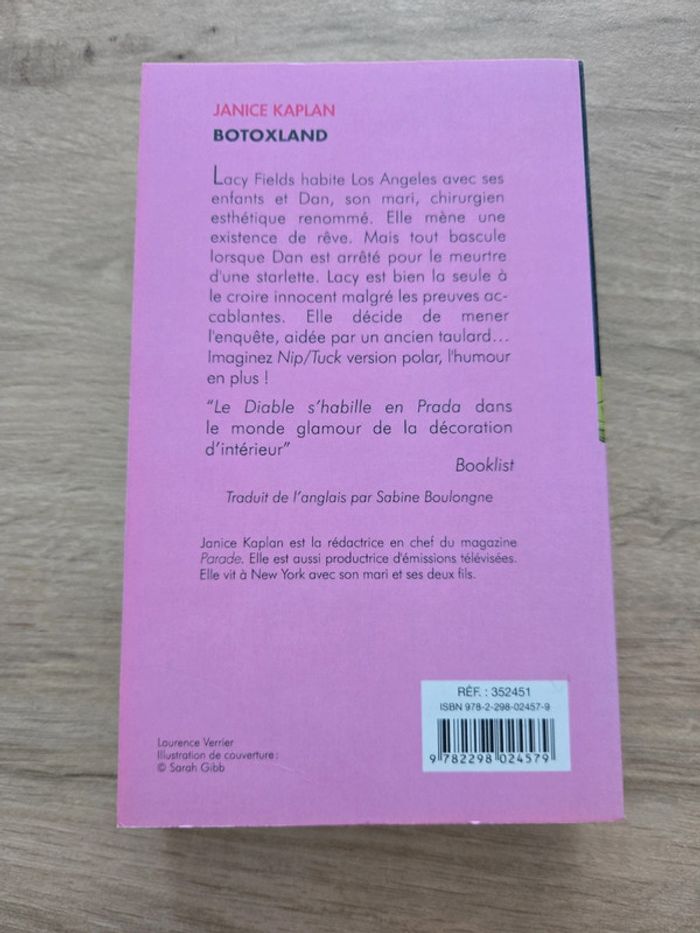 JANICE KAPLAN
BOTOXLAND
Lacy Fields habite Los Angeles avec ses
enfants et Dan, son mari, chirurgien
esthétique renommé. Elle mène une
existence de rêve. Mais tout bascule
lorsque Dan est arrêté pour le meurtre
d'une starlette. Lacy est bien la seule à
le croire innocent malgré les preuves ac-
cablantes. Elle décide de mener
l'enquête, aidée par un ancien taulard...
Imaginez Nip/Tuck version polar, l'humour
en plus !
“Le Diable s’habille en Prada dans
le monde glamour de la décoration
d’intérieur”
Booklist
Traduit de l’anglais par Sabine Boulongne
Janice Kaplan est la rédactrice en chef du magazine
Parade. Elle est aussi productrice d'émissions télévisées.
Elle vit à New York avec son mari et ses deux fils.
RÉF. : 352451
ISBN 978-2-298-02457-9
9 782298 024579
Laurence Verrier
Illustration de couverture :
© Sarah Gibb